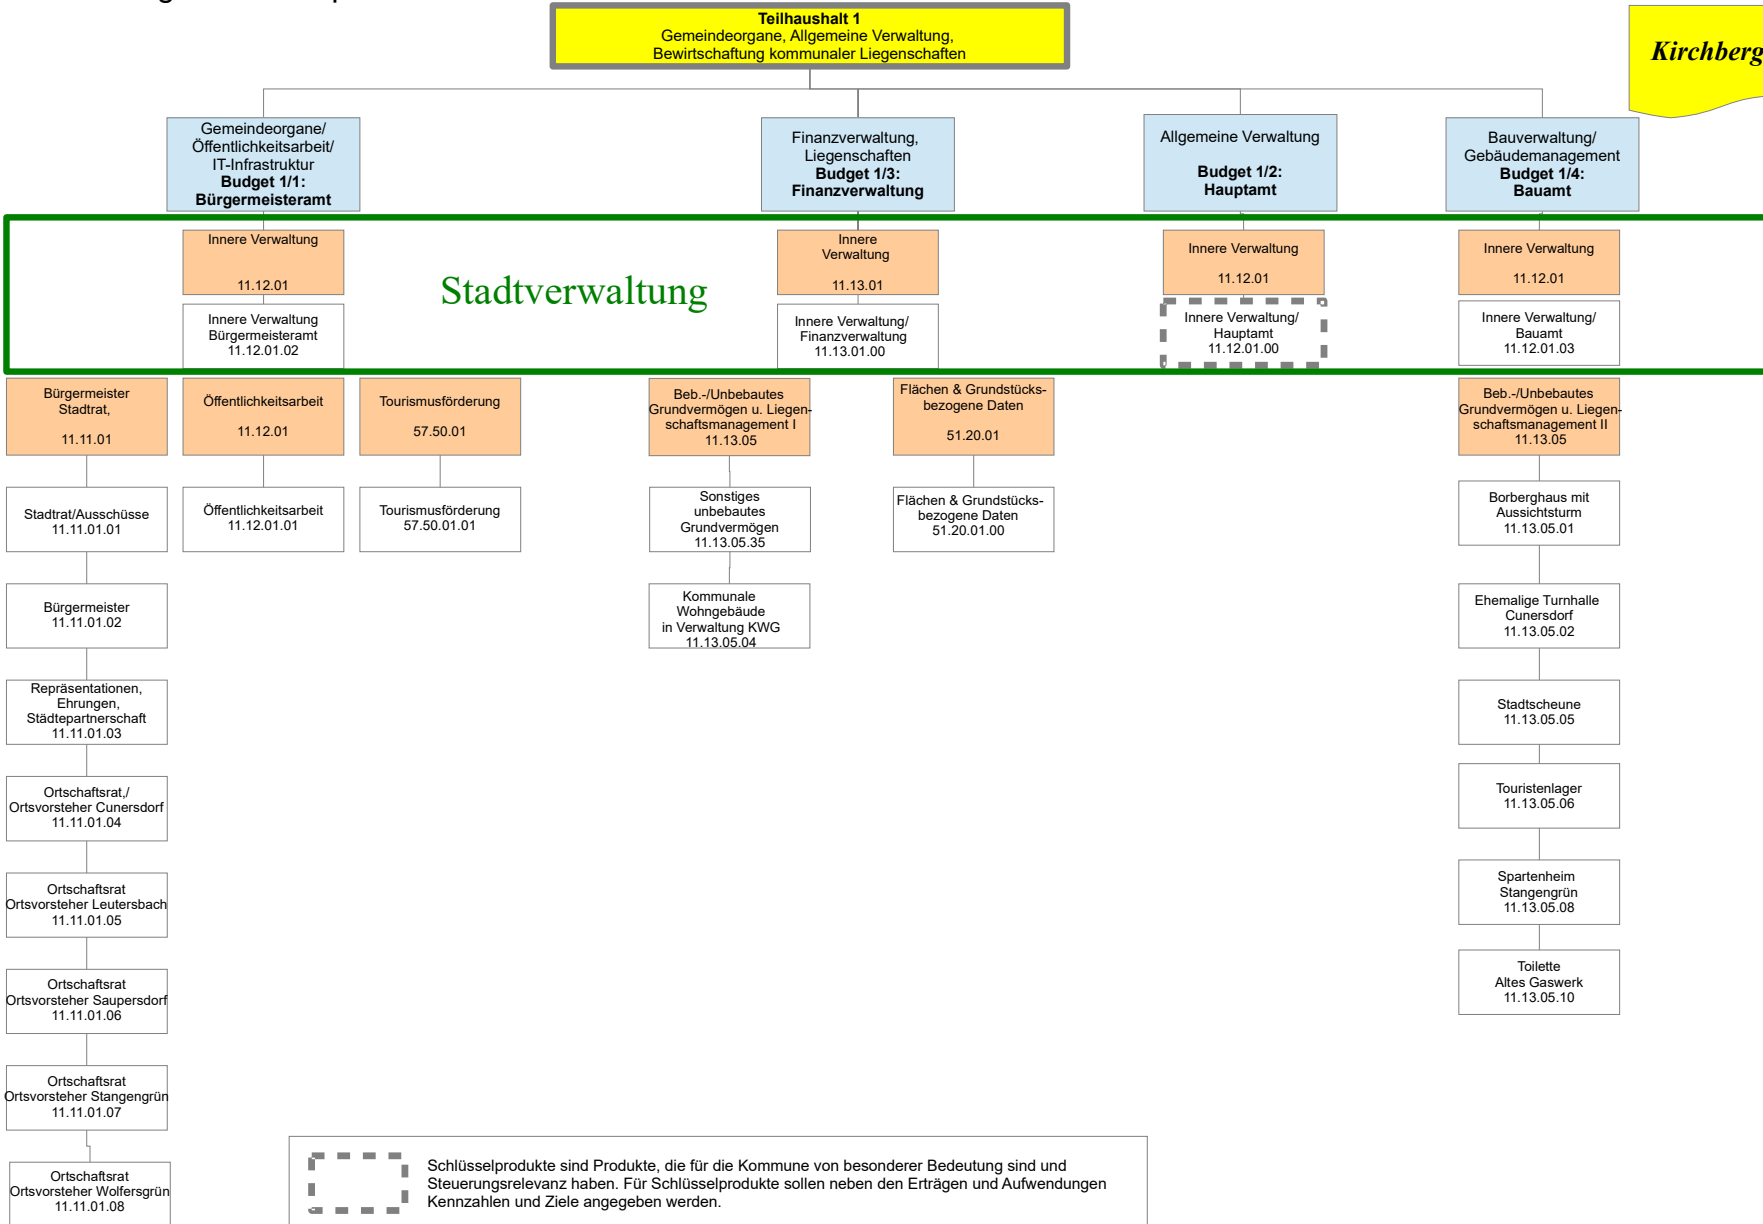 Teilhaushalt 1
Gemeindeorgane, Allgemeine Verwaltung,
Bewirtschaftung kommunaler Liegenschaften
Kirchberg
Gemeindeorgane/
Öffentlichkeitsarbeit/
IT-Infrastruktur
Budget 1/1:
Bürgermeisteramt
Finanzverwaltung,
Liegenschaften
Budget 1/3:
Finanzverwaltung
Allgemeine Verwaltung
Budget 1/2:
Hauptamt
Bauverwaltung/
Gebäudemanagement
Budget 1/4:
Bauamt
Innere Verwaltung
11.12.01
Innere
Verwaltung
11.13.01
Innere Verwaltung
11.12.01
Innere Verwaltung
11.12.01
Stadtverwaltung
Innere Verwaltung
Bürgermeisteramt
11.12.01.02
Innere Verwaltung/
Finanzverwaltung
11.13.01.00
Innere Verwaltung/
Hauptamt
11.12.01.00
Innere Verwaltung/
Bauamt
11.12.01.03
Bürgermeister
Stadtrat,
11.11.01
Öffentlichkeitsarbeit
11.12.01
Tourismusförderung
57.50.01
Beb.-/Unbebautes
Grundvermögen u. Liegen-
schaftsmanagement I
11.13.05
Flächen & Grundstücks-
bezogene Daten
51.20.01
Beb.-/Unbebautes
Grundvermögen u. Liegen-
schaftsmanagement II
11.13.05
Stadtrat/Ausschüsse
11.11.01.01
Öffentlichkeitsarbeit
11.12.01.01
Tourismusförderung
57.50.01.01
Sonstiges
unbebautes
Grundvermögen
11.13.05.35
Flächen & Grundstücks-
bezogene Daten
51.20.01.00
Borberghaus mit
Aussichtsturm
11.13.05.01
Bürgermeister
11.11.01.02
Kommunale
Wohngebäude
in Verwaltung KWG
11.13.05.04
Ehemalige Turnhalle
Cunersdorf
11.13.05.02
Repräsentationen,
Ehrungen,
Städtepartnerschaft
11.11.01.03
Stadtscheune
11.13.05.05
Ortschaftsrat,/
Ortsvorsteher Cunersdorf
11.11.01.04
Touristenlager
11.13.05.06
Ortschaftsrat
Ortsvorsteher Leutersbach
11.11.01.05
Spartenheim
Stangengrün
11.13.05.08
Ortschaftsrat
Ortsvorsteher Saupersdorf
11.11.01.06
Toilette
Altes Gaswerk
11.13.05.10
Ortschaftsrat
Ortsvorsteher Stangengrün
11.11.01.07
Ortschaftsrat
Ortsvorsteher Wolfersgrün
11.11.01.08
Schlüsselprodukte sind Produkte, die für die Kommune von besonderer Bedeutung sind und
Steuerungsrelevanz haben. Für Schlüsselprodukte sollen neben den Erträgen und Aufwendungen
Kennzahlen und Ziele angegeben werden.